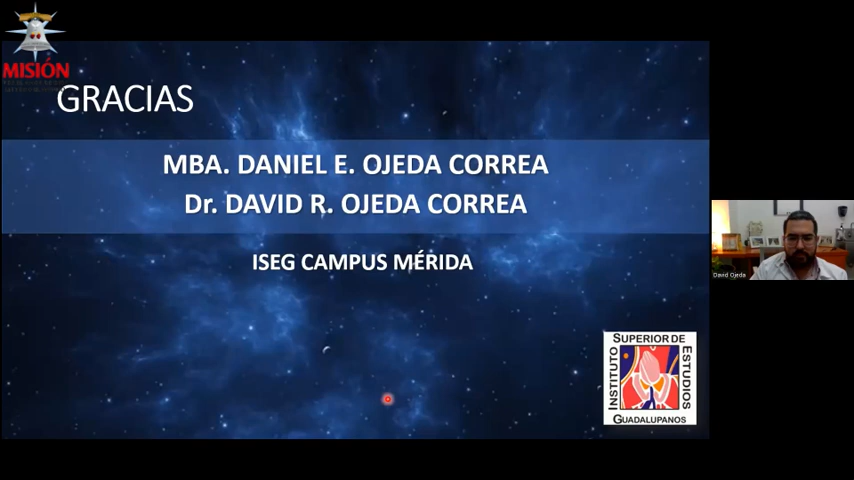 MISIÓN
GRACIAS
MBA. DANIEL E. OJEDA CORREA
Dr. DAVID R. OJEDA CORREA
ISEG CAMPUS MÉRIDA
David Ojeda
INSTITUTO
SUPERIOR DE
ESTUDIOS
GUADALUPANOS